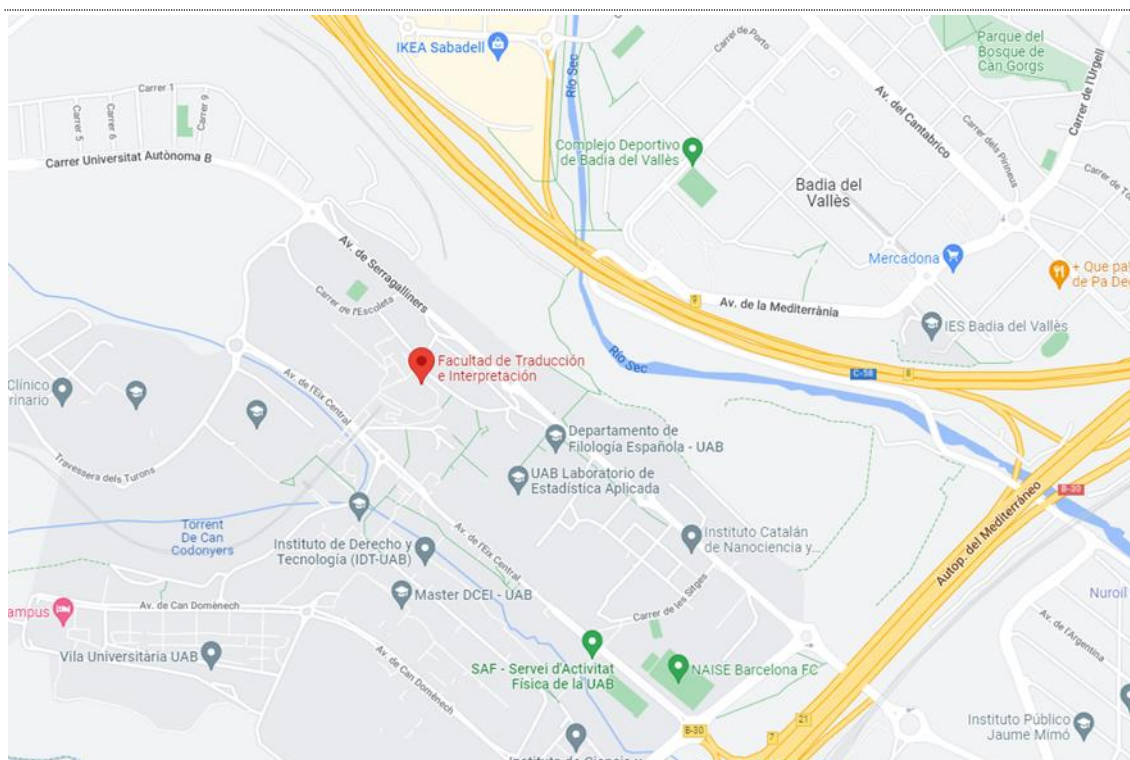 IKEA Sabadell
Río Sec
Carrer de Porto
Parque del
Bosque de
Can Gorgs
Carrer de l'Urgell
Av. del Cantabrico
Carrer dels Pirineus
Carrer 1
Carrer 5
Carrer 6
Carrer 9
Carrer Universitat Autònoma B
Complejo Deportivo
de Badia del Vallès
Badia del
Vallès
Mercadona
+ Que pa
de Pa De
Av. de Serragalliners
Carrer de l'Escoleta
9
Av. de la Mediterrània
IES Badia del Vallès
Facultad de Traducción
e Interpretación
Río Sec
C-58
8
Clínico
Av. de l'Eix Central
Travessera dels Turons
Departamento de
Filología Española - UAB
UAB Laboratorio de
Estadística Aplicada
Autop. del Mediterráneo
B-30
Torrent
De Can
Codonyers
Instituto de Derecho y
Tecnología (IDT-UAB)
Av. de l'Eix Central
Instituto Catalán
de Nanociencia y...
Master DCEI - UAB
Carrer de les Sitges
Nuroil
Av. de Can Domènech
ampus
Vila Universitària UAB
Av. de Can Domènech
SAF - Servei d'Activitat
Física de la UAB
NAISE Barcelona FC
Av. de l'Argentina
B-30
7
21
Instituto Público
Jaume Mimó